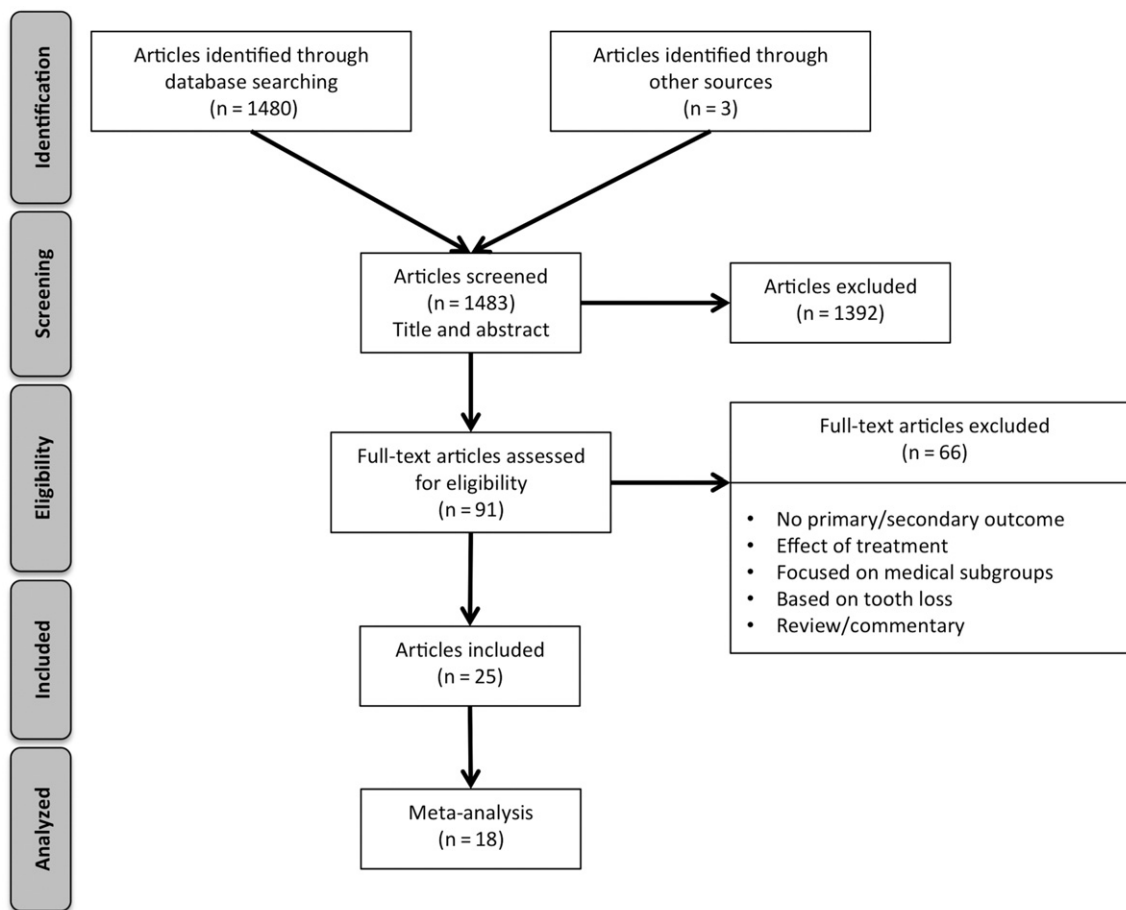 Identification
Articles identified through
database searching
(n = 1480)
Articles identified through
other sources
(n = 3)
Screening
Articles screened
(n = 1483)
Title and abstract
Articles excluded
(n = 1392)
Eligibility
Full-text articles assessed
for eligibility
(n = 91)
Full-text articles excluded
(n = 66)
• No primary/secondary outcome
• Effect of treatment
• Focused on medical subgroups
• Based on tooth loss
• Review/commentary
Included
Articles included
(n = 25)
Analyzed
Meta-analysis
(n = 18)